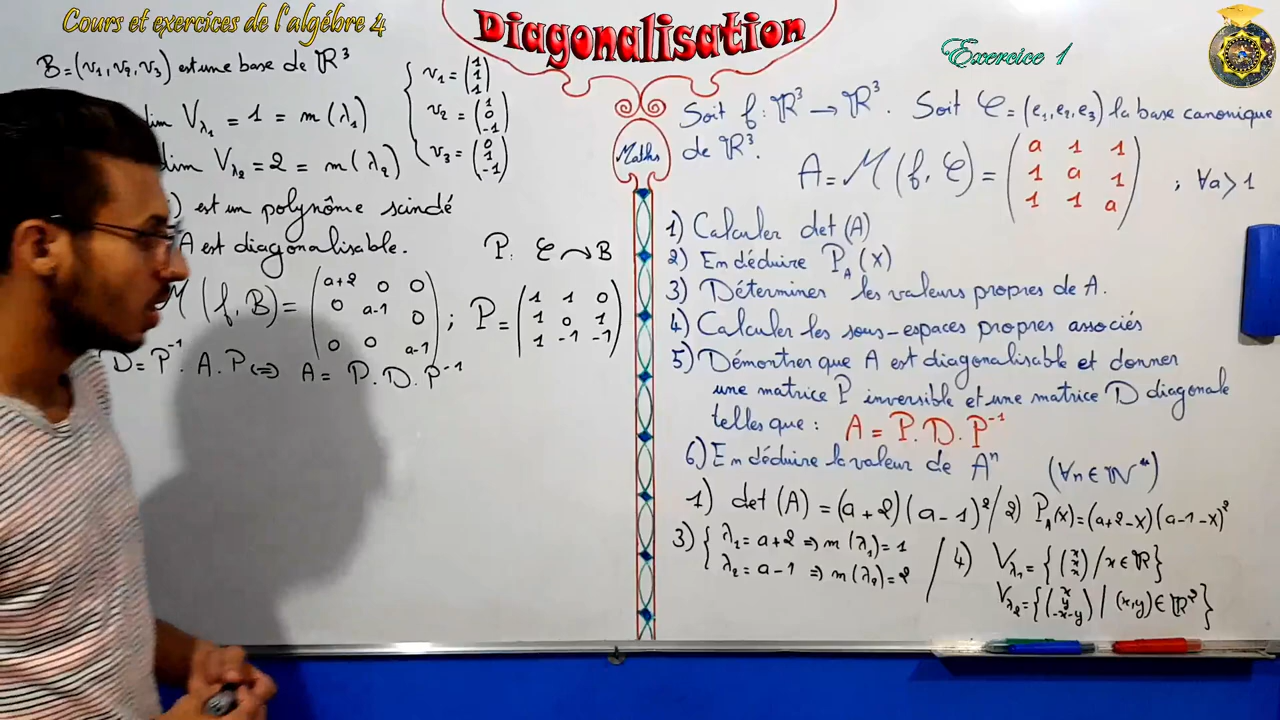 Cours et exercices de l'algébre 4
Diagonalisation
Exercice 1
Maths
B=(v1, v2, v3) est une base de ℝ³
dim Vλ1 = 1 = m(λ1)
dim Vλ2 = 2 = m(λ2)
{ v1 = (1 1 1)
v2 = (1 0 -1)
v3 = (0 1 -1)
) est un polynôme scindé
A est diagonalisable.
P: C ↷ B
M(f, B) = (a+2 0 0
0 a-1 0
0 0 a-1) ; P = (1 1 0
1 0 1
1 -1 -1)
D = P⁻¹. A. P ⇔ A = P. D. P⁻¹
Soit f: ℝ³ → ℝ³. Soit C = (e1, e2, e3) la base canonique
de ℝ³.
A = M(f, C) = (a 1 1
1 a 1
1 1 a) ; ∀a > 1
1) Calculer det(A)
2) En déduire PA(X)
3) Déterminer les valeurs propres de A.
4) Calculer les sous-espaces propres associés
5) Démontrer que A est diagonalisable et donner
une matrice P inversible et une matrice D diagonale
telles que : A = P. D. P⁻¹
6) En déduire la valeur de Aⁿ (∀n ∈ ℕ*)
1) det(A) = (a+2)(a-1)² / 2) PA(X) = (a+2-X)(a-1-X)²
3) { λ1 = a+2 ⇒ m(λ1) = 1
λ2 = a-1 ⇒ m(λ2) = 2
/ 4) Vλ1 = {(x x x) / x ∈ ℝ}
Vλ2 = {(x y -x-y) / (x,y) ∈ ℝ²}